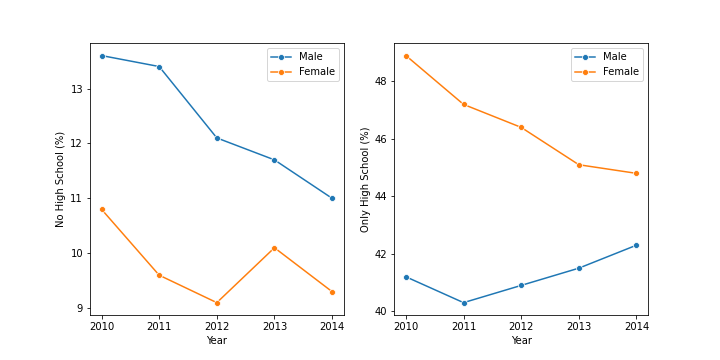 No High School (%)
13
12
11
10
9
Male
Female
2010 2011 2012 2013 2014
Year
Only High School (%)
48
46
44
42
40
Male
Female
2010 2011 2012 2013 2014
Year